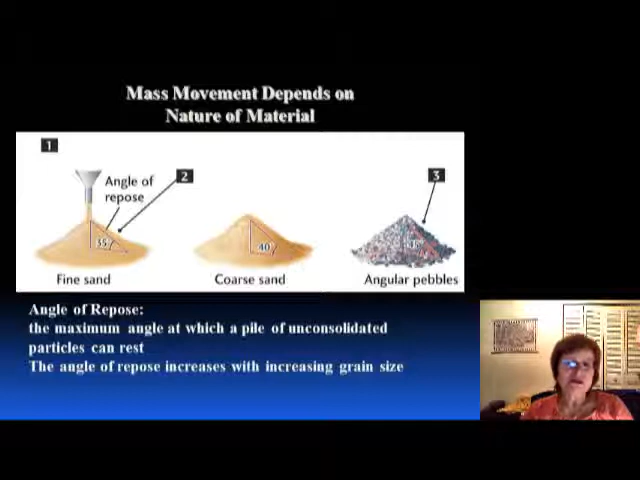 Mass Movement Depends on
Nature of Material
1
2
3
Angle of
repose
35°
40°
45°
Fine sand
Coarse sand
Angular pebbles
Angle of Repose:
the maximum angle at which a pile of unconsolidated
particles can rest
The angle of repose increases with increasing grain size